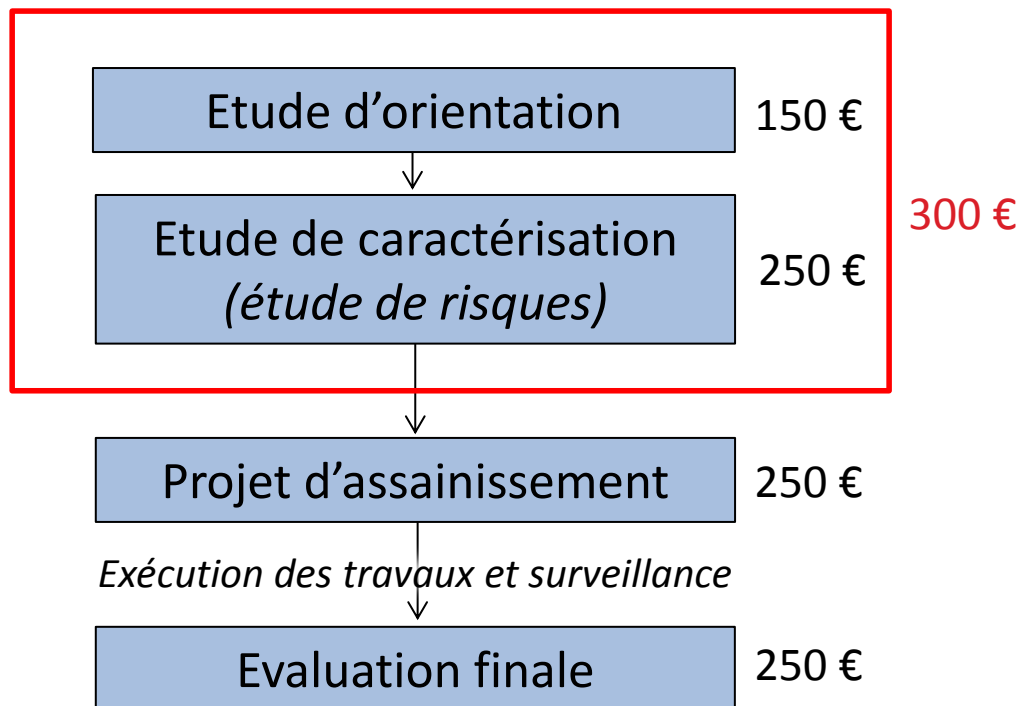 Etude d'orientation
150 €
Etude de caractérisation
(étude de risques)
250 €
300 €
Projet d'assainissement
250 €
Exécution des travaux et surveillance
Evaluation finale
250 €